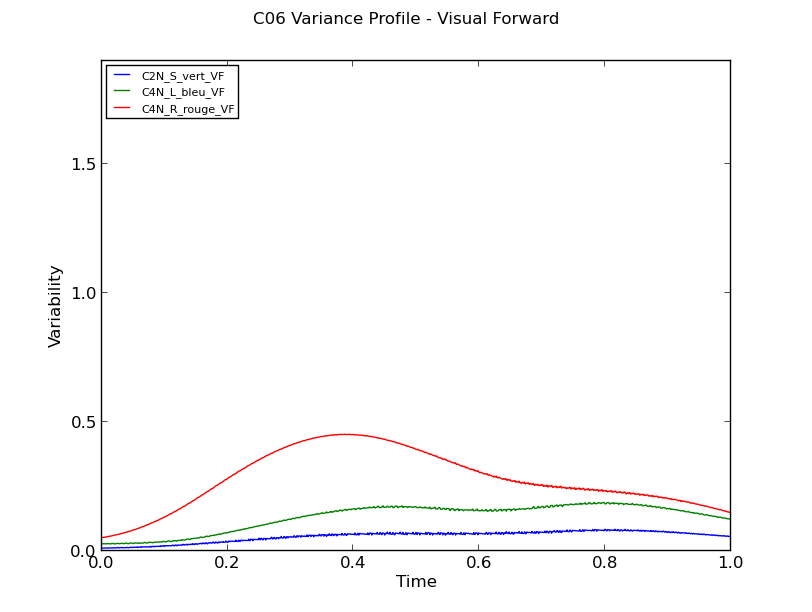 C06 Variance Profile - Visual Forward
C2N_S_vert_VF
C4N_L_bleu_VF
C4N_R_rouge_VF
1.5
1.0
0.5
0.0
Variability
0.0 0.2 0.4 0.6 0.8 1.0
Time